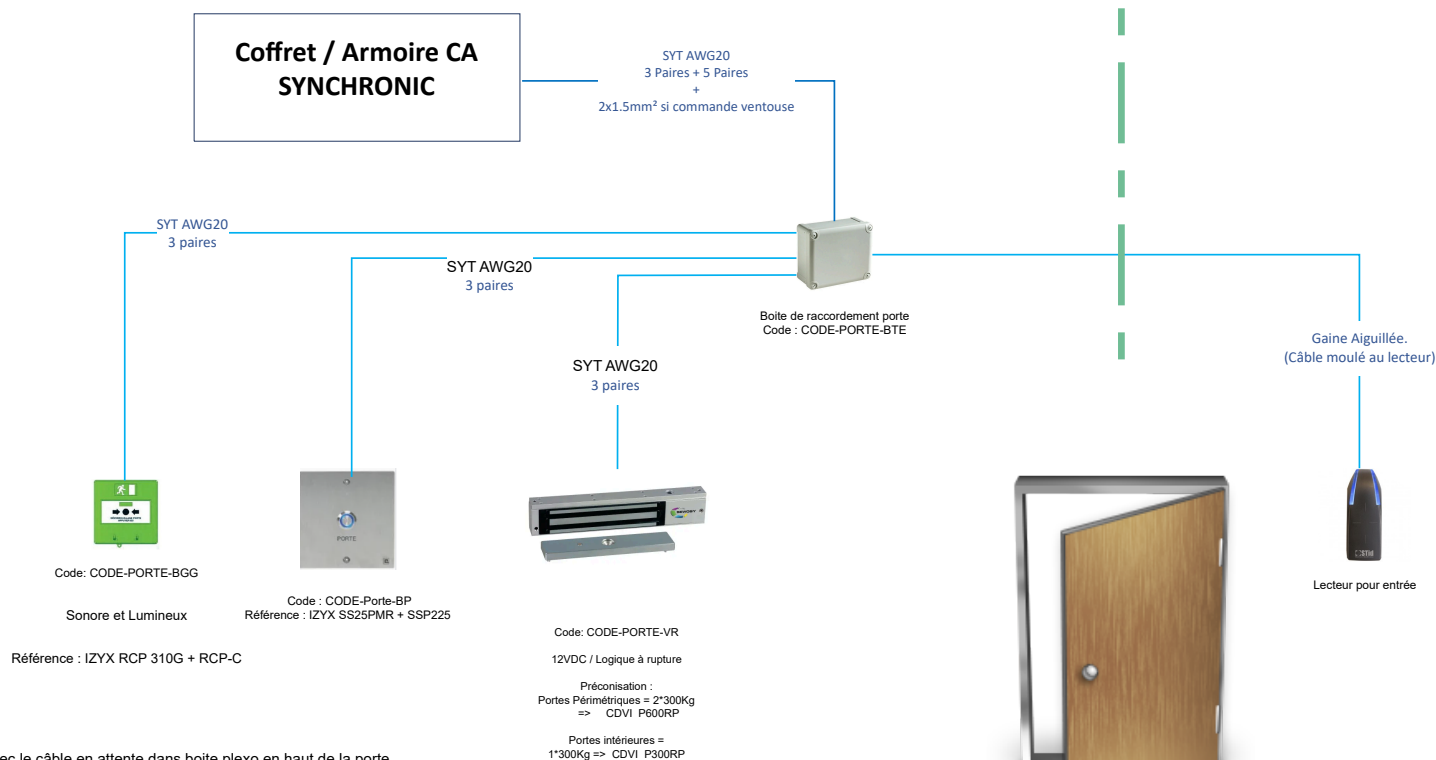 Coffret / Armoire CA
SYNCHRONIC
SYT AWG20
3 Paires + 5 Paires
+
2x1.5mm² si commande ventouse
SYT AWG20
3 paires
SYT AWG20
3 paires
Boite de raccordement porte
Code : CODE-PORTE-BTE
Gaine Aiguillée.
(Câble moulé au lecteur)
SYT AWG20
3 paires
PORTE
Code: CODE-PORTE-BGG
Sonore et Lumineux
Référence : IZYX RCP 310G + RCP-C
Code : CODE-Porte-BP
Référence : IZYX SS25PMR + SSP225
Code: CODE-PORTE-VR
12VDC / Logique à rupture
Préconisation :
Portes Périmétriques = 2*300Kg
=> CDVI P600RP
Portes intérieures =
1*300Kg => CDVI P300RP
STid
Lecteur pour entrée
ec le câble en attente dans boite plexo en haut de la porte